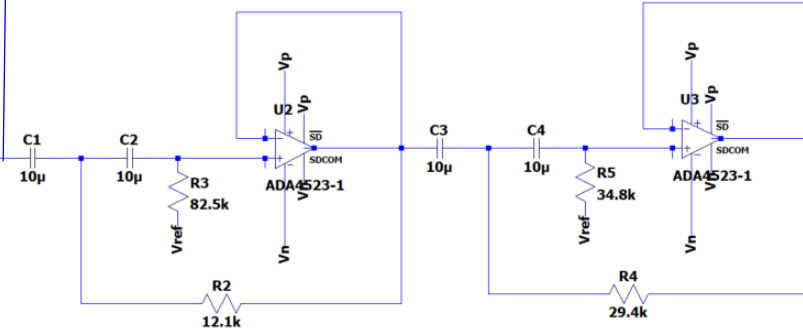 Vp
U2
Vp
SD
SDCOM
ADA4523-1
Vn
C1
10µ
C2
10µ
R3
82.5k
Vref
R2
12.1k
C3
10µ
C4
10µ
R5
34.8k
Vref
Vp
U3
Vp
SD
SDCOM
ADA4523-1
Vn
R4
29.4k